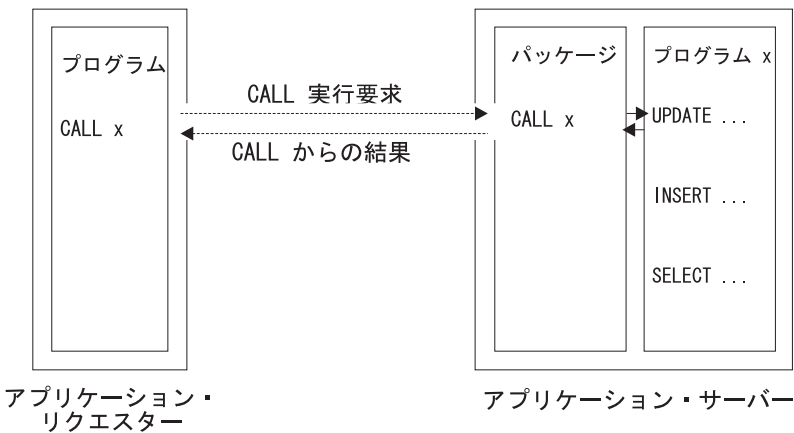 プログラム
CALL x
CALL 実行要求
CALL からの結果
パッケージ
CALL x
プログラム x
UPDATE ...
INSERT ...
SELECT ...
アプリケーション・
リクエスター
アプリケーション・サーバー